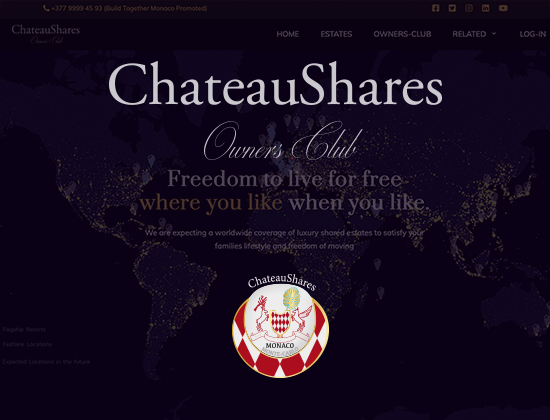 +377 9999 45 93 (Build Together Monaco Promoted)
ChateauShares
Owners Club
HOME ESTATES OWNERS-CLUB RELATED LOG-IN
ChateauShares
Owners Club
Freedom to live for free
where you like when you like.
We are expecting a worldwide coverage of luxury shared estates to satisfy your
families lifestyle and freedom of moving
ChateauShares
MONACO
MONTE-CARLO
Flagship Resorts
Feature Locations
Expected Locations in the future